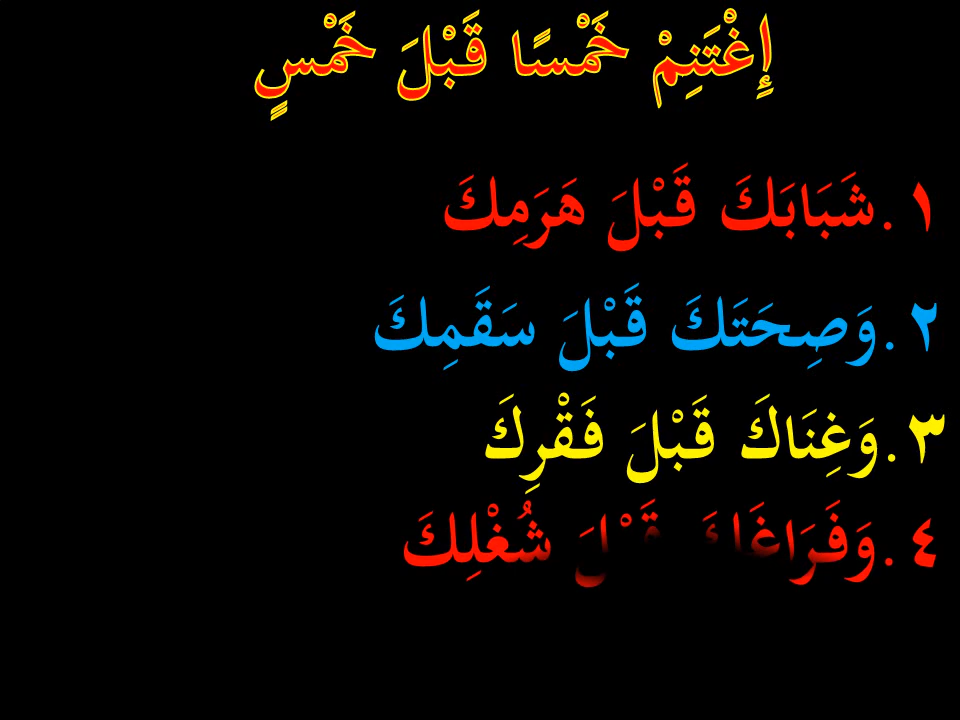 إِغْتَنِمْ خَمْسًا قَبْلَ خَمْسٍ
١.شَبَابَكَ قَبْلَ هَرَمِكَ
٢.وَصِحَتَكَ قَبْلَ سَقَمِكَ
٣.وَغِنَاكَ قَبْلَ فَقْرِكَ
٤.وَفَرَاغَكَ قَبْلَ شُغْلِكَ